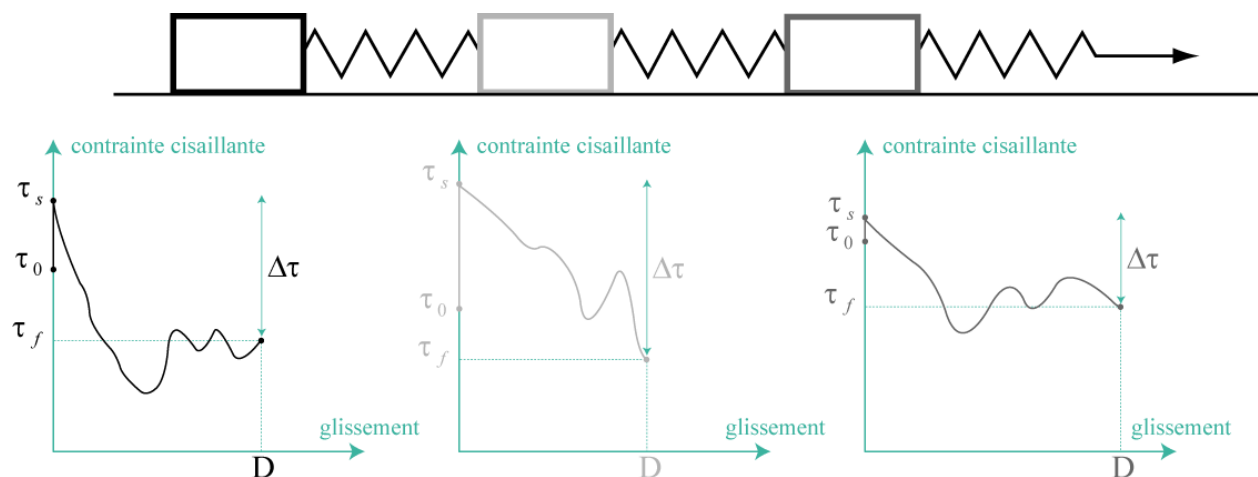 contrainte cisaillante
τs
τ0
Δτ
τf
glissement
D
contrainte cisaillante
τs
τ0
Δτ
τf
glissement
D
contrainte cisaillante
τs
τ0
Δτ
τf
glissement
D